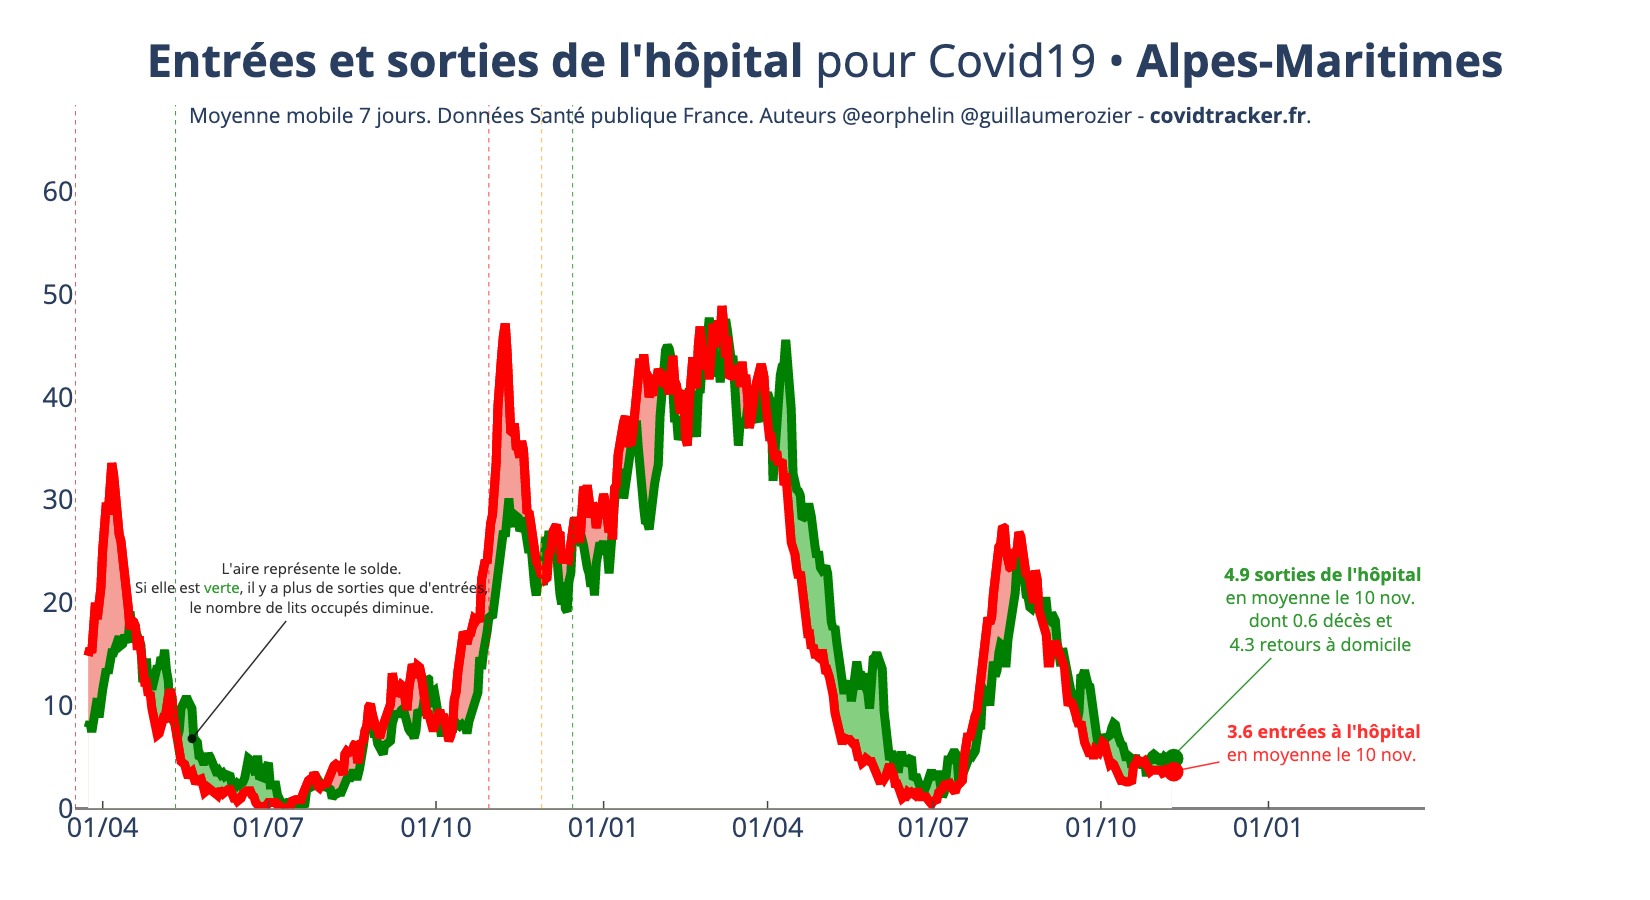 Entrées et sorties de l'hôpital pour Covid19 • Alpes-Maritimes
Moyenne mobile 7 jours. Données Santé publique France. Auteurs @eorphelin @guillaumerozier - covidtracker.fr.
60
50
40
30
20
10
0
L'aire représente le solde.
Si elle est verte, il y a plus de sorties que d'entrées,
le nombre de lits occupés diminue.
4.9 sorties de l'hôpital
en moyenne le 10 nov.
dont 0.6 décès et
4.3 retours à domicile
3.6 entrées à l'hôpital
en moyenne le 10 nov.
01/04 01/07 01/10 01/01 01/04 01/07 01/10 01/01